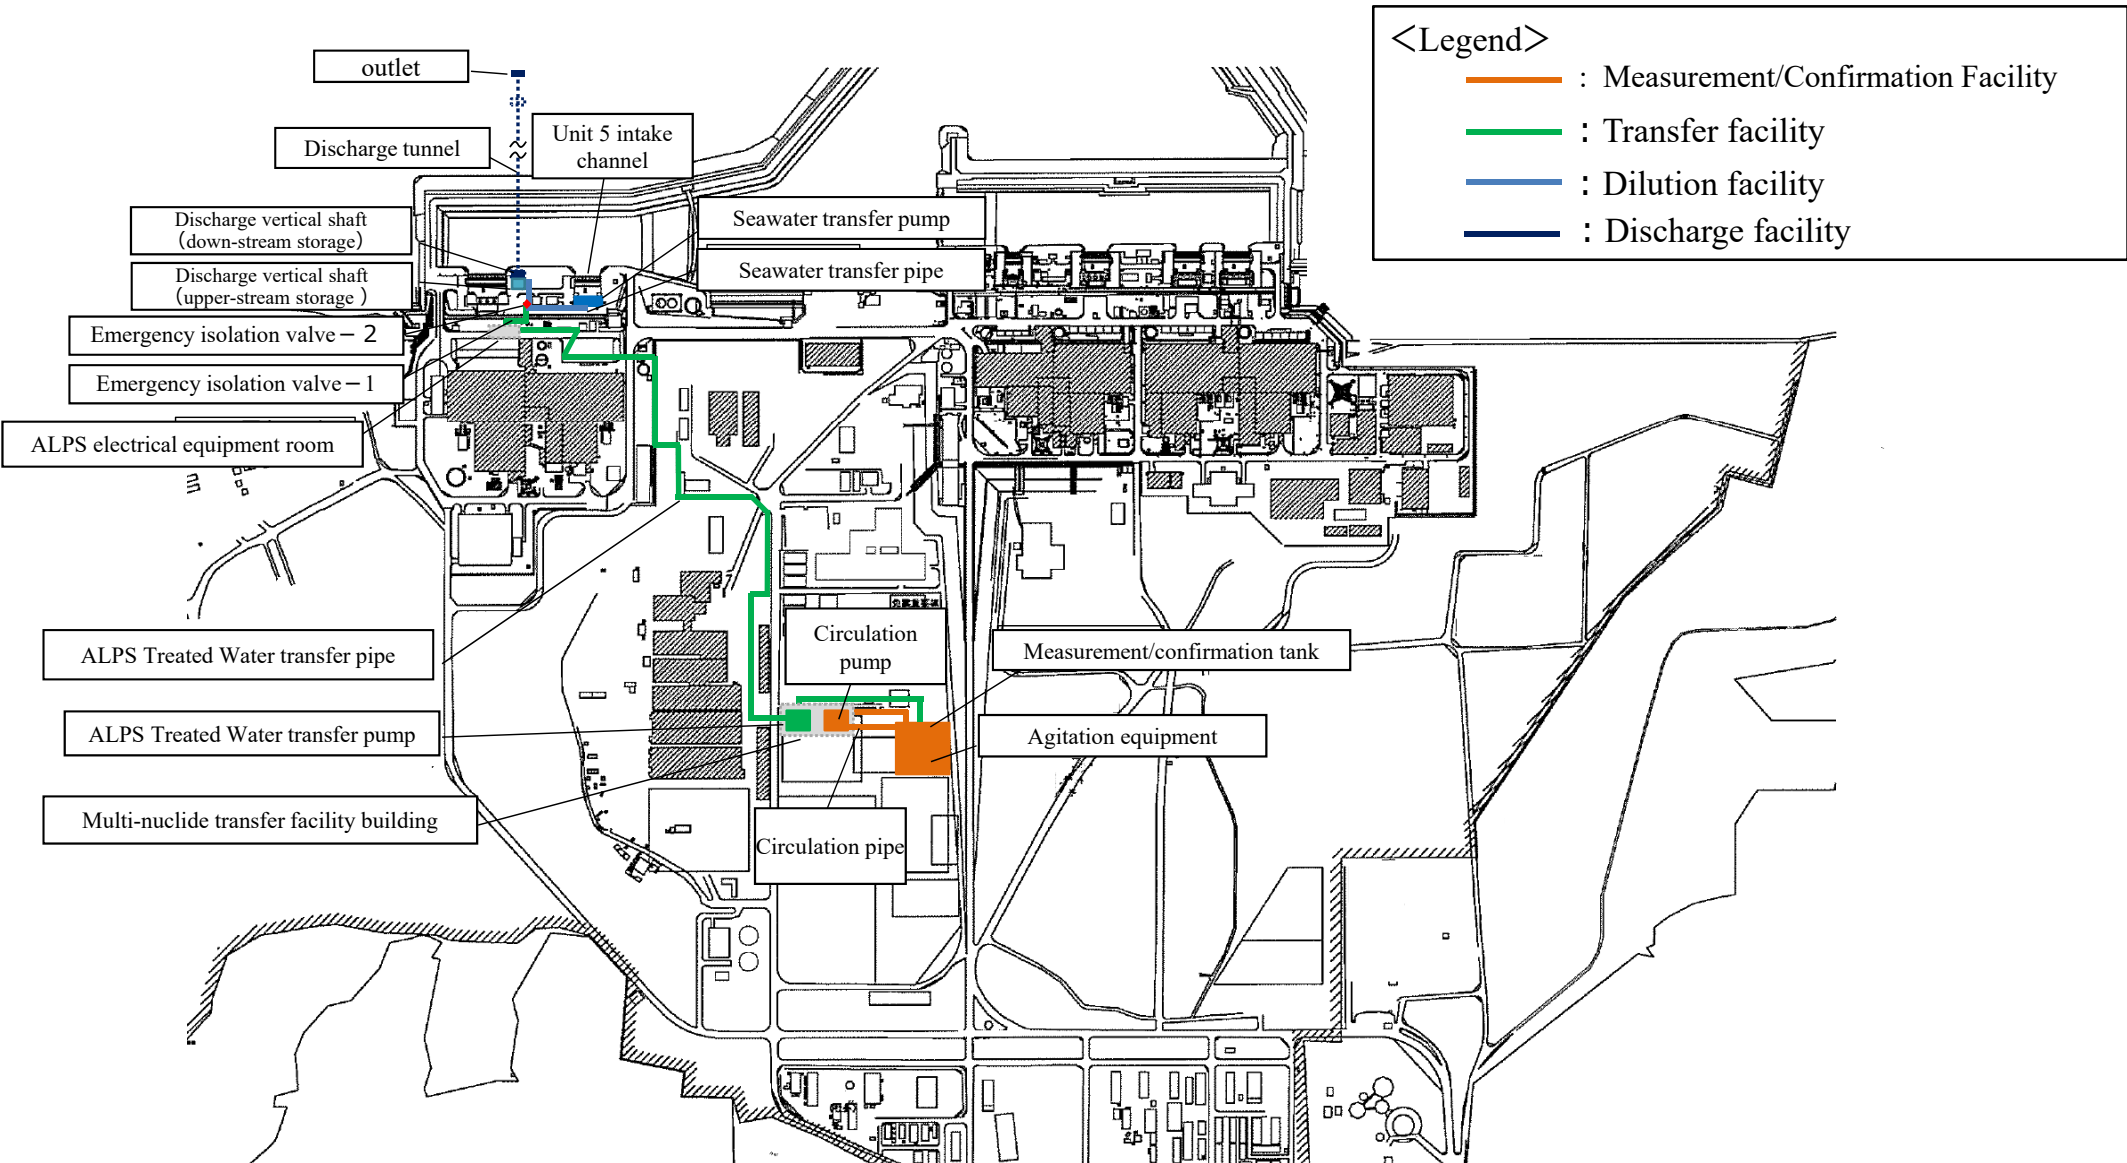 <Legend>
: Measurement/Confirmation Facility
: Transfer facility
: Dilution facility
: Discharge facility
outlet
Discharge tunnel
Unit 5 intake
channel
Discharge vertical shaft
(down-stream storage)
Seawater transfer pump
Seawater transfer pipe
Discharge vertical shaft
(upper-stream storage )
Emergency isolation valve－2
Emergency isolation valve－1
ALPS electrical equipment room
ALPS Treated Water transfer pipe
Circulation
pump
Measurement/confirmation tank
ALPS Treated Water transfer pump
Agitation equipment
Multi-nuclide transfer facility building
Circulation pipe